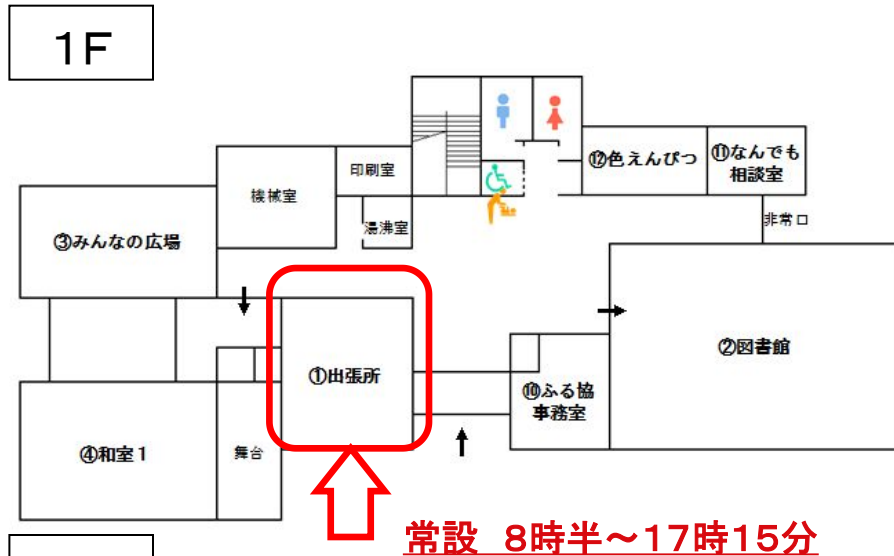 1F
⑫色えんぴつ
⑪なんでも
相談室
印刷室
機械室
湯沸室
非常口
③みんなの広場
②図書館
①出張所
⑩ふる協
事務室
④和室1
舞台
常設 8時半～17時15分